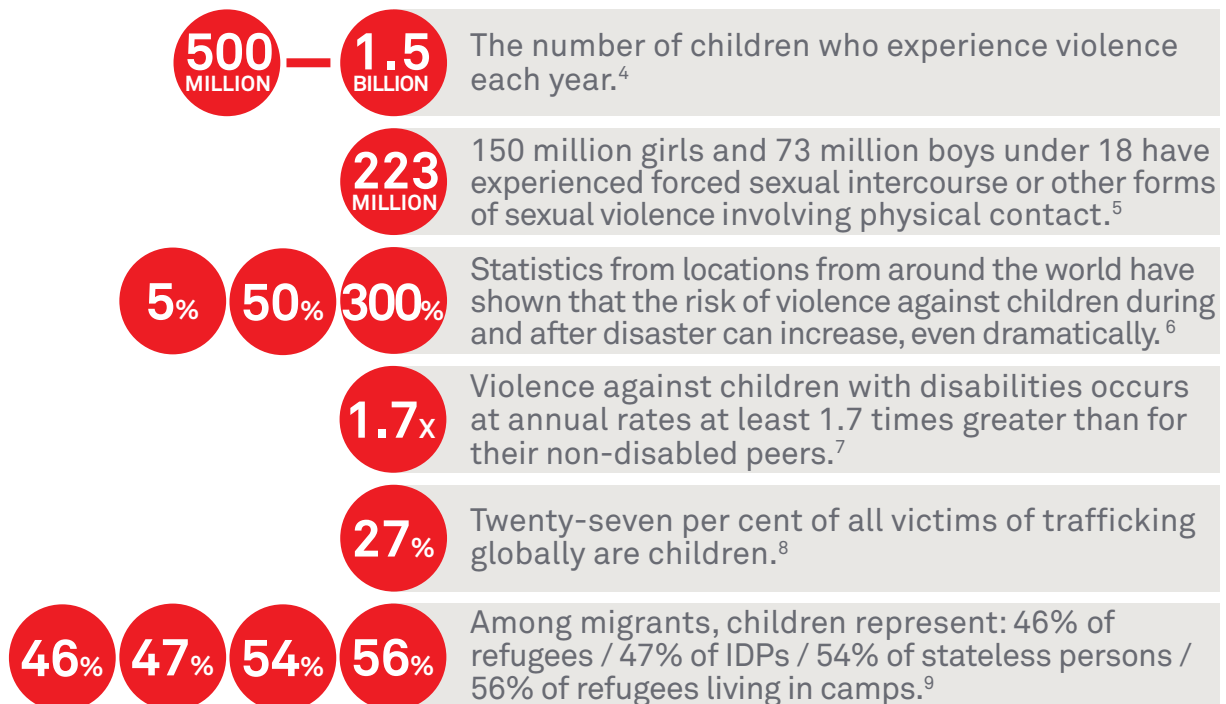 500 MILLION — 1.5 BILLION
The number of children who experience violence
each year.4
223 MILLION
150 million girls and 73 million boys under 18 have
experienced forced sexual intercourse or other forms
of sexual violence involving physical contact.5
5% 50% 300%
Statistics from locations from around the world have
shown that the risk of violence against children during
and after disaster can increase, even dramatically. 6
1.7x
Violence against children with disabilities occurs
at annual rates at least 1.7 times greater than for
their non-disabled peers.7
27%
Twenty-seven per cent of all victims of trafficking
globally are children.8
46% 47% 54% 56%
Among migrants, children represent: 46% of
refugees / 47% of IDPs / 54% of stateless persons /
56% of refugees living in camps.9